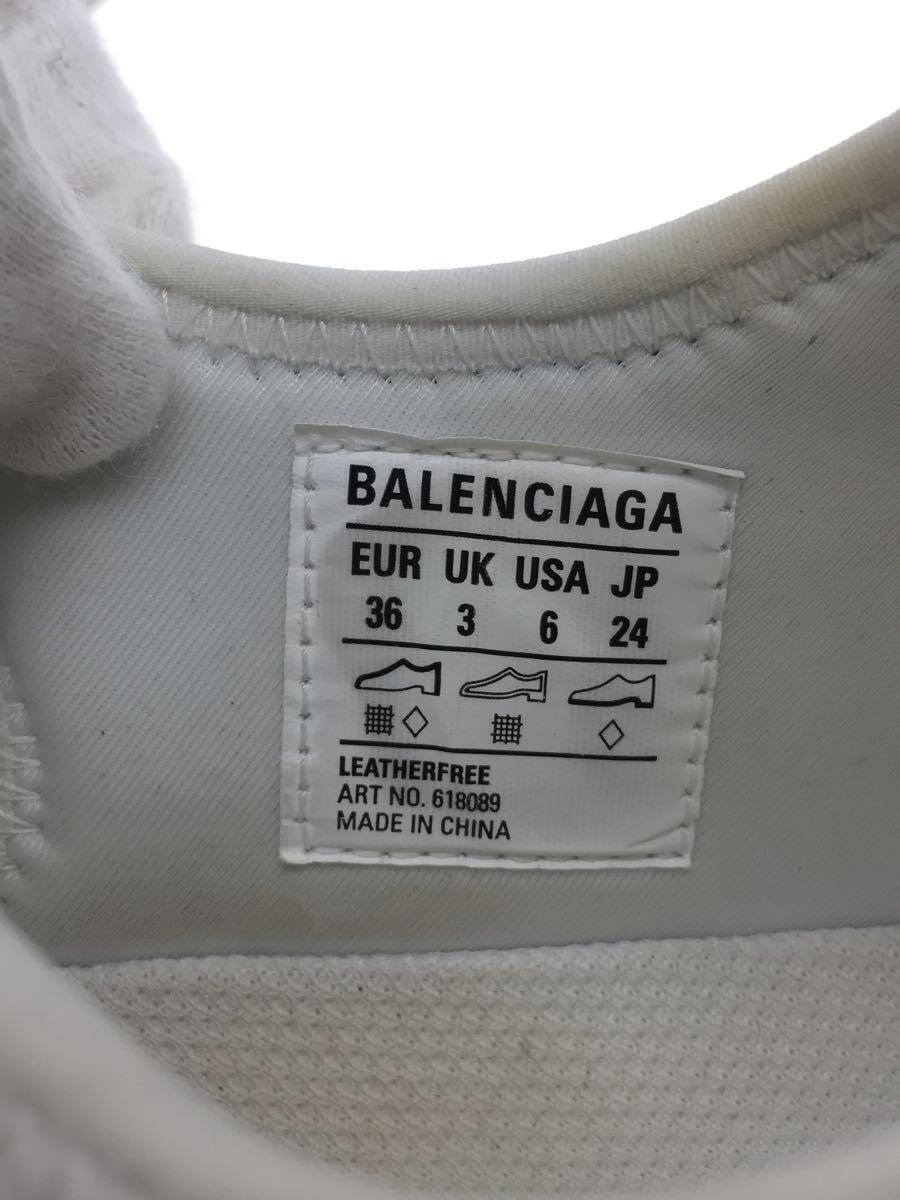 BALENCIAGA
EUR UK USA JP
36 3 6 24
LEATHERFREE
ART NO. 618089
MADE IN CHINA